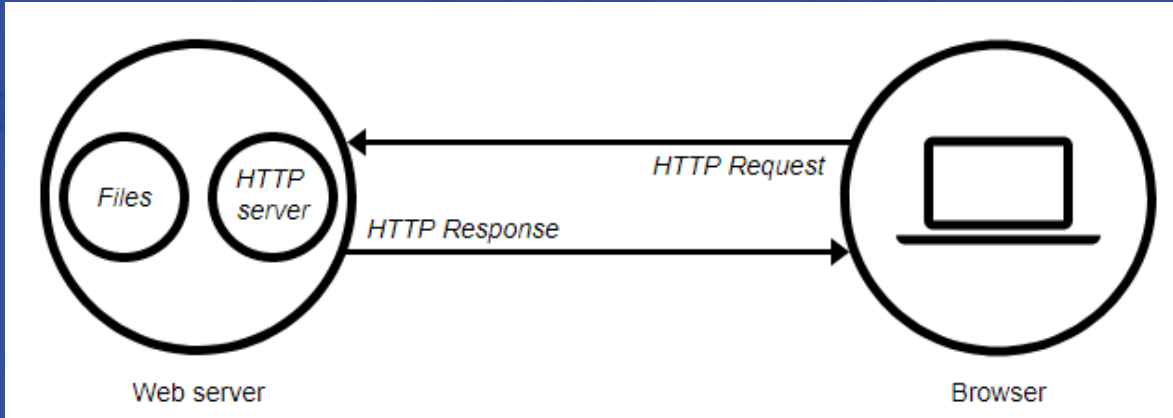 Files
HTTP
server
HTTP Request
HTTP Response
Web server
Browser